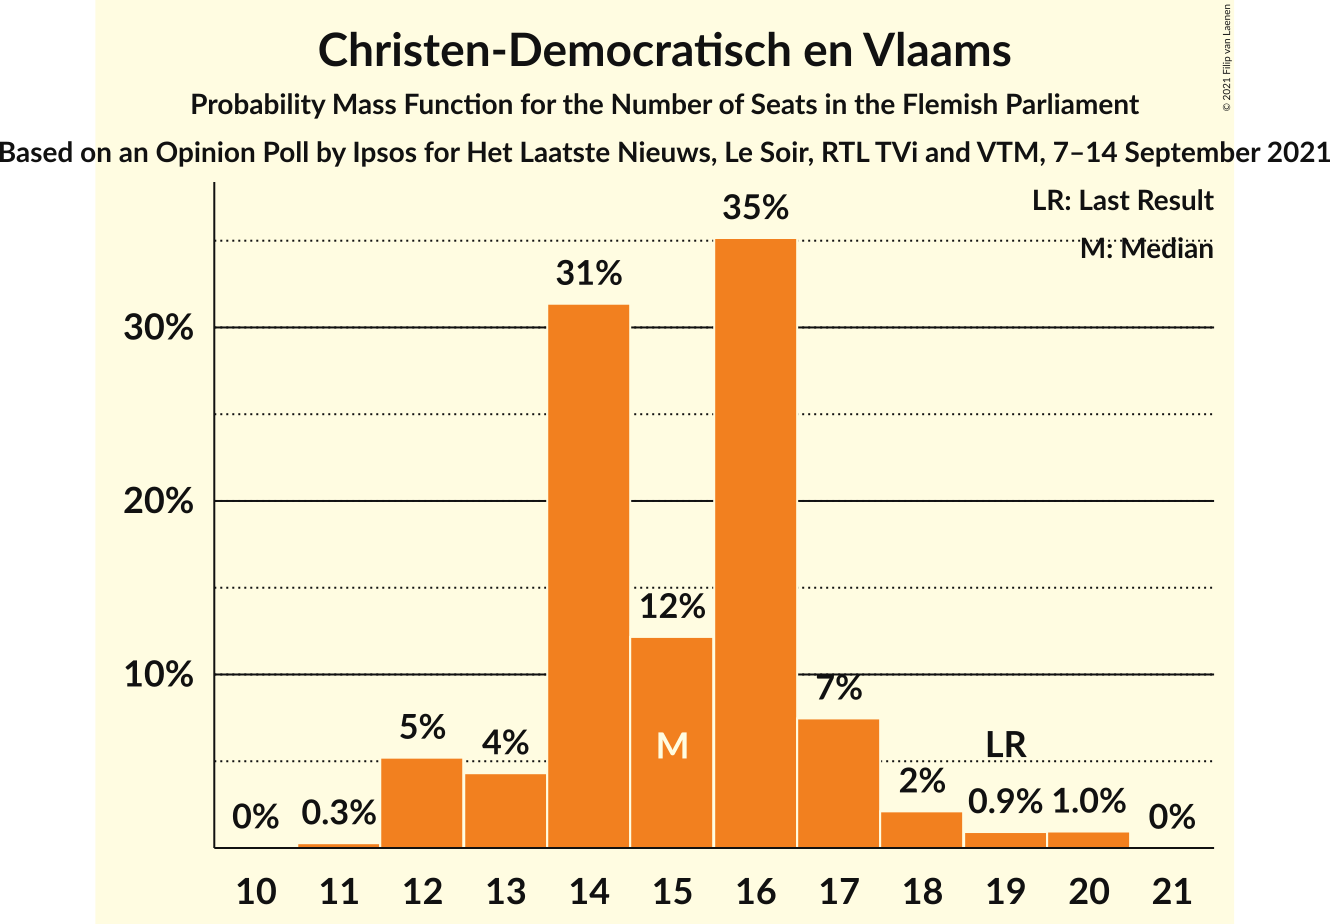 Christen-Democratisch en Vlaams
Probability Mass Function for the Number of Seats in the Flemish Parliament
Based on an Opinion Poll by Ipsos for Het Laatste Nieuws, Le Soir, RTL TVi and VTM, 7–14 September 2021
© 2021 Filip van Laenen
LR: Last Result
M: Median
35%
31%
30%
20%
12%
10%
7%
5%
4%
M
LR
2%
0%
0.3%
0.9%
1.0%
0%
10 11 12 13 14 15 16 17 18 19 20 21